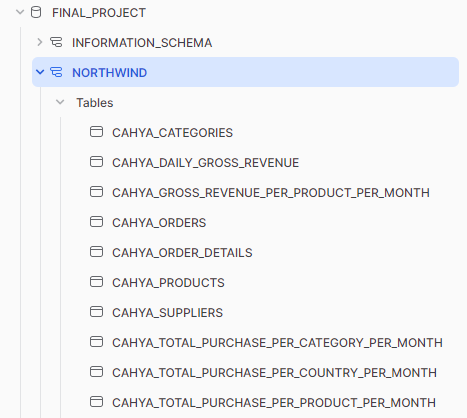 FINAL_PROJECT
INFORMATION_SCHEMA
NORTHWIND
Tables
CAHYA_CATEGORIES
CAHYA_DAILY_GROSS_REVENUE
CAHYA_GROSS_REVENUE_PER_PRODUCT_PER_MONTH
CAHYA_ORDERS
CAHYA_ORDER_DETAILS
CAHYA_PRODUCTS
CAHYA_SUPPLIERS
CAHYA_TOTAL_PURCHASE_PER_CATEGORY_PER_MONTH
CAHYA_TOTAL_PURCHASE_PER_COUNTRY_PER_MONTH
CAHYA_TOTAL_PURCHASE_PER_PRODUCT_PER_MONTH